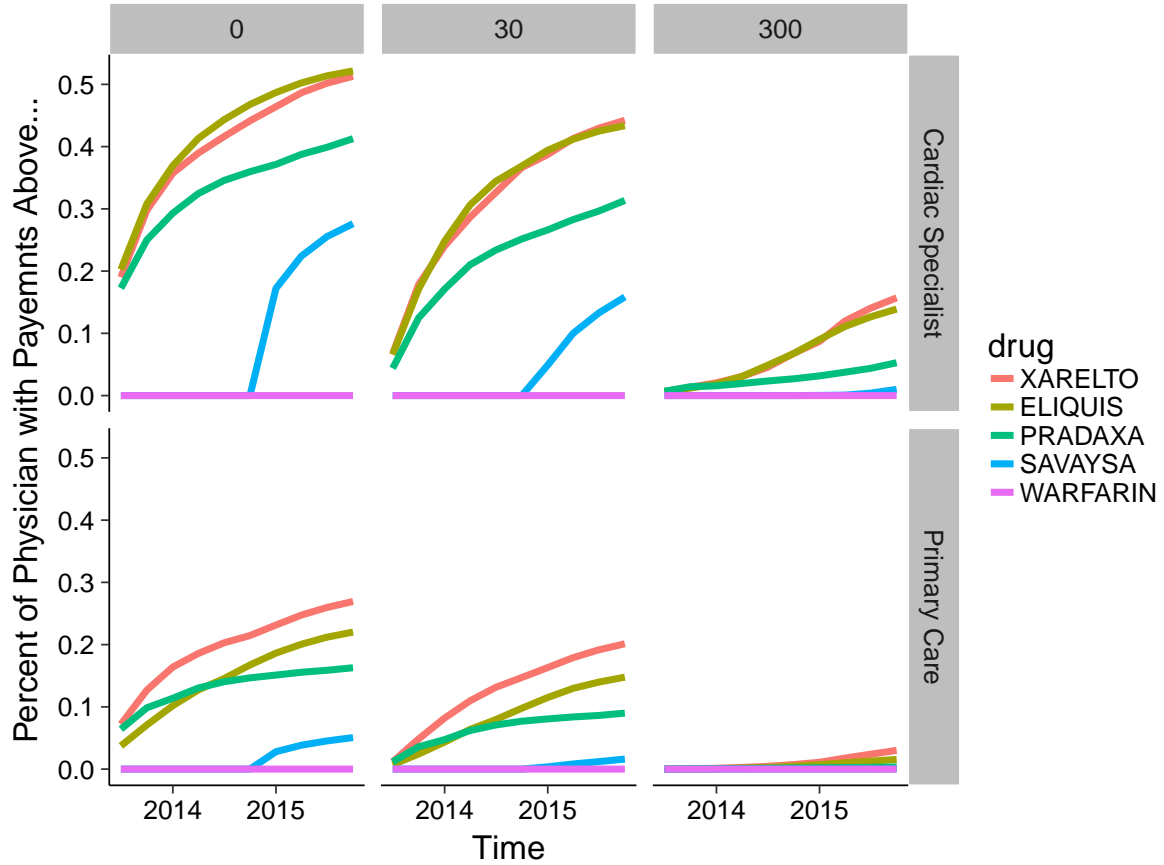 0 30 300
Percent of Physician with Payemnts Above...
0.5
0.4
0.3
0.2
0.1
0.0
Cardiac Specialist
0.5
0.4
0.3
0.2
0.1
0.0
Primary Care
2014 2015 2014 2015 2014 2015
Time
drug
XARELTO
ELIQUIS
PRADAXA
SAVAYSA
WARFARIN